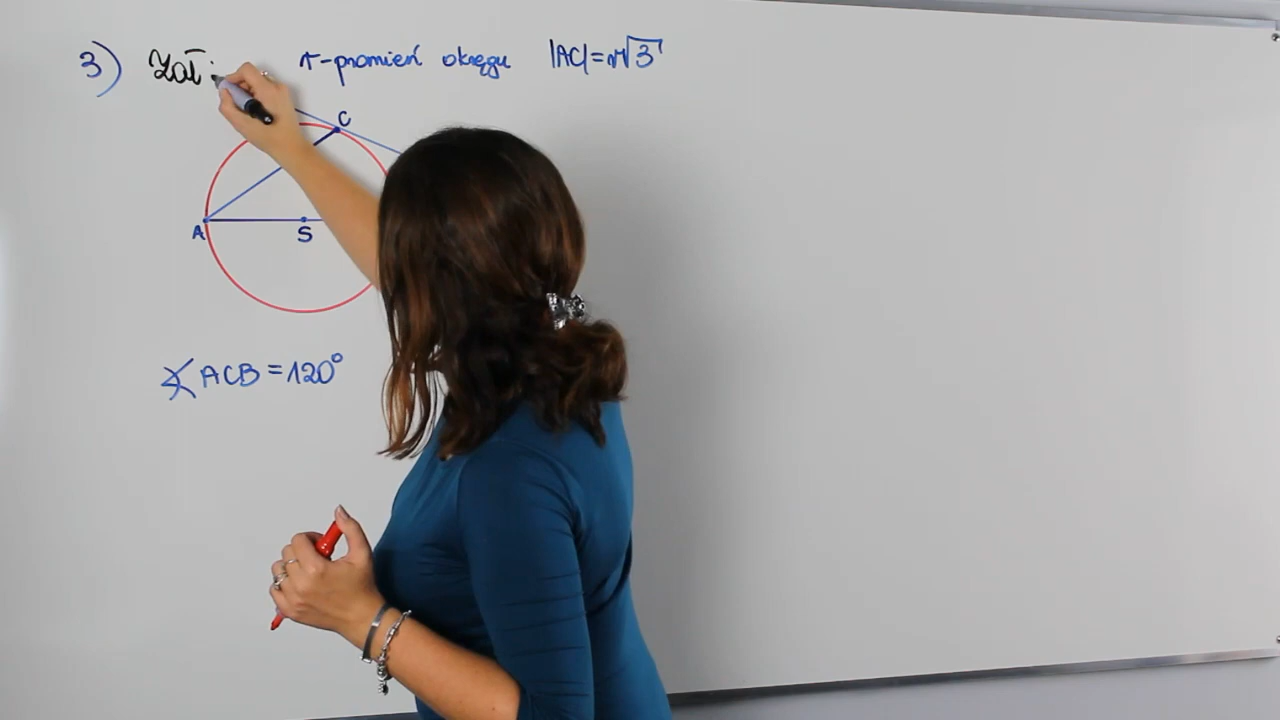 3) Zał: r-promień okręgu |AC|=r√3
C
A
S
∢ACB=120°